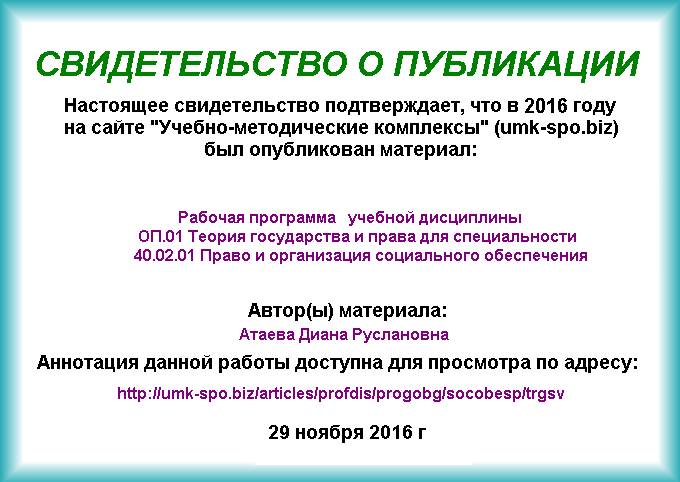 СВИДЕТЕЛЬСТВО О ПУБЛИКАЦИИ
Настоящее свидетельство подтверждает, что в 2016 году
на сайте "Учебно-методические комплексы" (umk-spo.biz)
был опубликован материал:
Рабочая программа учебной дисциплины
ОП.01 Теория государства и права для специальности
40.02.01 Право и организация социального обеспечения
Автор(ы) материала:
Атаева Диана Руслановна
Аннотация данной работы доступна для просмотра по адресу:
http://umk-spo.biz/articles/profdis/progobg/socobesp/trgsv
29 ноября 2016 г